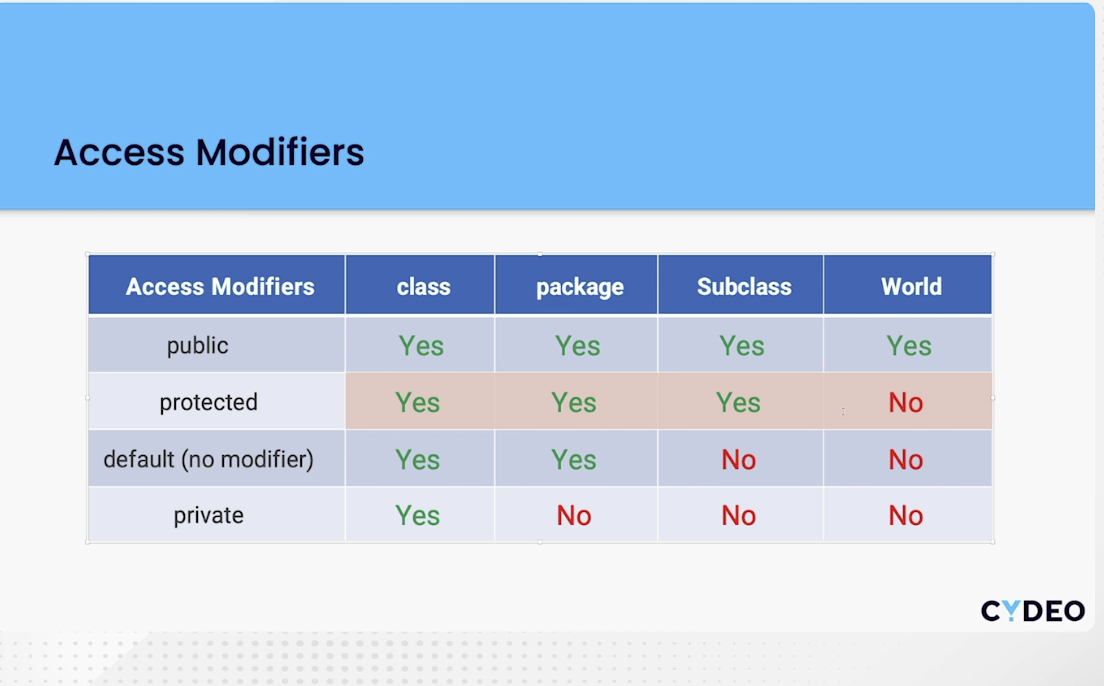 Access Modifiers
Access Modifiers class package Subclass World
public Yes Yes Yes Yes
protected Yes Yes Yes No
default (no modifier) Yes Yes No No
private Yes No No No
CYDEO